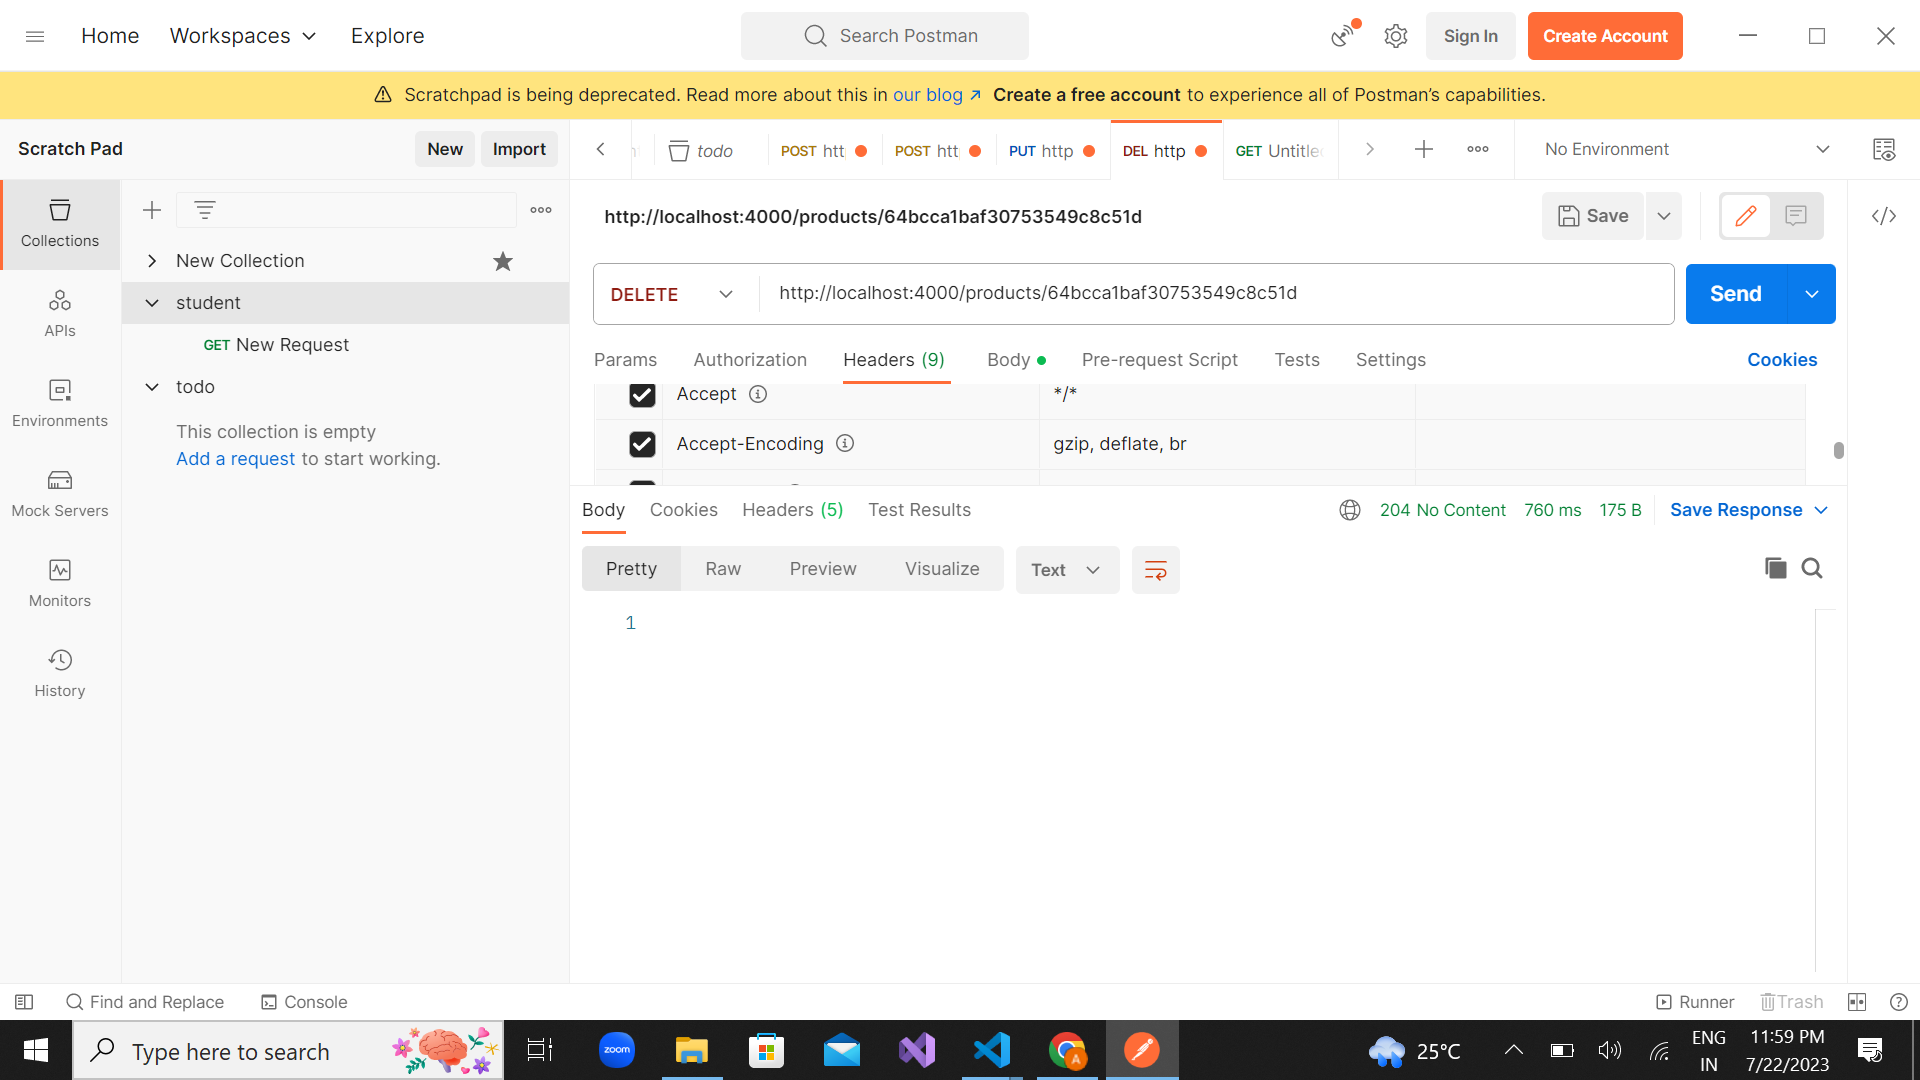 Home Workspaces Explore
Search Postman
Sign In
Create Account
Scratchpad is being deprecated. Read more about this in our blog ↗ Create a free account to experience all of Postman’s capabilities.
Scratch Pad
New
Import
todo
POST htt
POST htt
PUT http
DEL http
GET Untitled
No Environment
Collections
APIs
Environments
Mock Servers
Monitors
History
New Collection
student
GET New Request
todo
This collection is empty
Add a request to start working.
http://localhost:4000/products/64bcca1baf30753549c8c51d
Save
DELETE
http://localhost:4000/products/64bcca1baf30753549c8c51d
Send
Params Authorization Headers (9) Body Pre-request Script Tests Settings Cookies
Accept */*
Accept-Encoding gzip, deflate, br
Body Cookies Headers (5) Test Results
204 No Content 760 ms 175 B Save Response
Pretty Raw Preview Visualize Text
1
Find and Replace Console
Runner Trash
Type here to search
zoom
A
25°C
ENG
IN
11:59 PM
7/22/2023